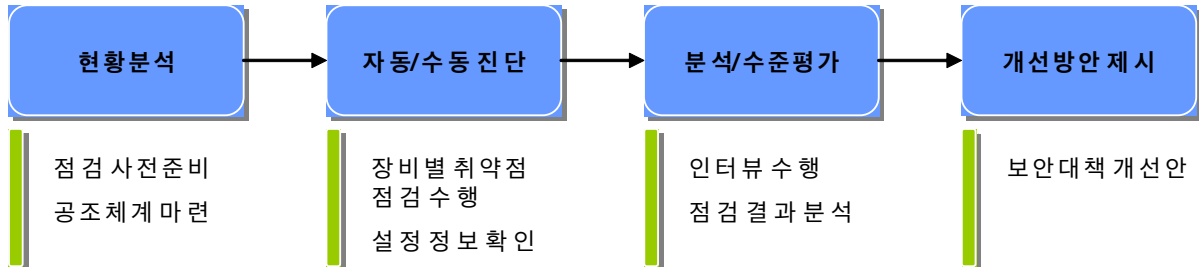 현황분석
자동/수동 진단
분석/수준평가
개선방안 제시
점검 사전준비
공조체계 마련
장비별 취약점
점검 수행
설정 정보 확인
인터뷰 수행
점검 결과 분석
보안대책 개선안